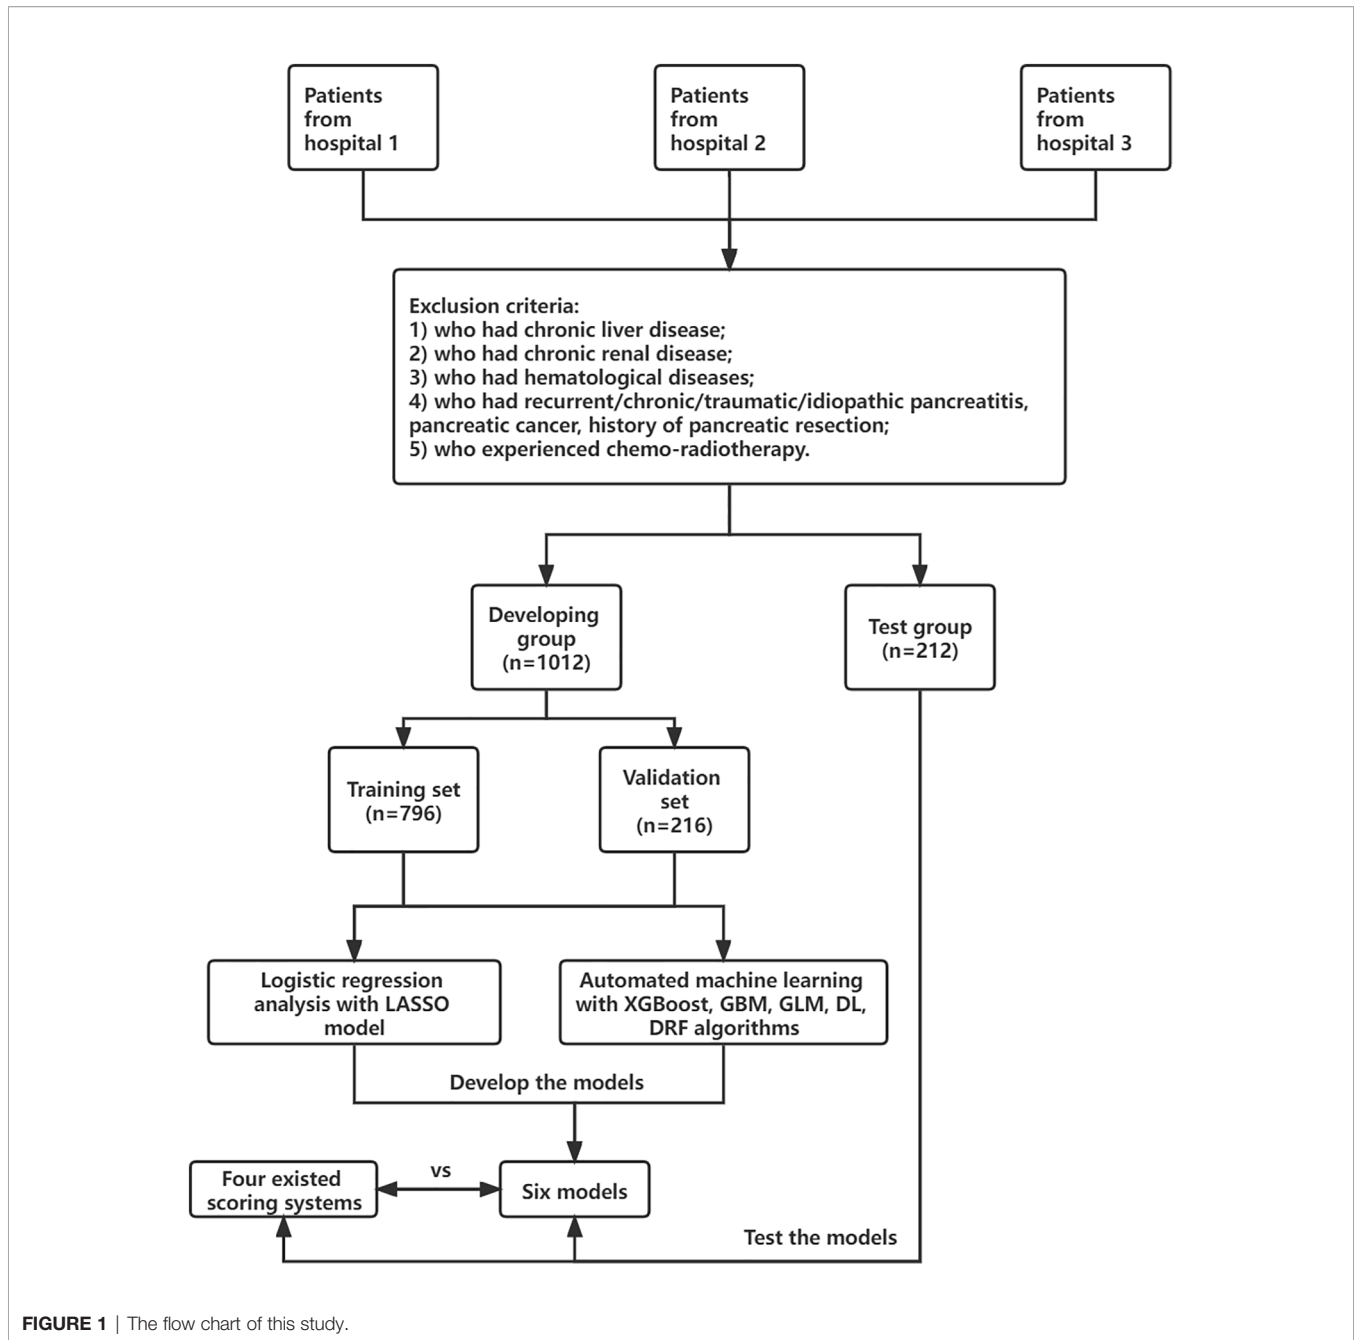 Patients
from
hospital 1
Patients
from
hospital 2
Patients
from
hospital 3
Exclusion criteria:
1) who had chronic liver disease;
2) who had chronic renal disease;
3) who had hematological diseases;
4) who had recurrent/chronic/traumatic/idiopathic pancreatitis,
pancreatic cancer, history of pancreatic resection;
5) who experienced chemo-radiotherapy.
Developing
group
(n=1012)
Test group
(n=212)
Training set
(n=796)
Validation
set
(n=216)
Logistic regression
analysis with LASSO
model
Automated machine learning
with XGBoost, GBM, GLM, DL,
DRF algorithms
Develop the models
Four existed
scoring systems
vs
Six models
Test the models
FIGURE 1 | The flow chart of this study.